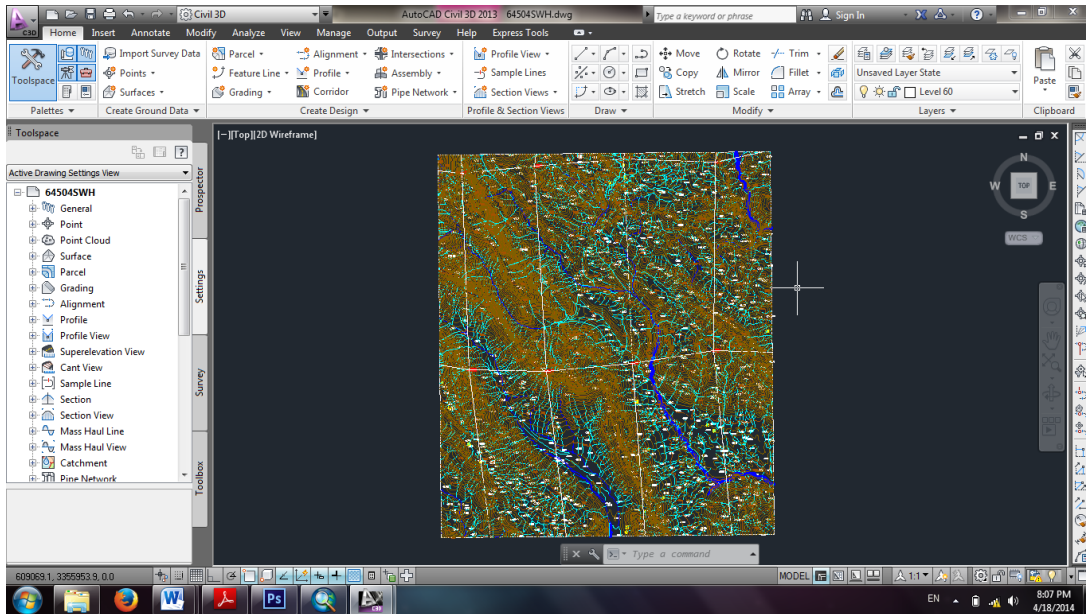 Civil 3D
AutoCAD Civil 3D 2013 64504SWH.dwg
Type a keyword or phrase
Sign In
C3D
Home Insert Annotate Modify Analyze View Manage Output Survey Help Express Tools
Toolspace
Import Survey Data
Points
Surfaces
Parcel
Feature Line
Grading
Alignment
Profile
Corridor
Intersections
Assembly
Pipe Network
Profile View
Sample Lines
Section Views
Move
Copy
Stretch
Rotate
Mirror
Scale
Trim
Fillet
Array
Unsaved Layer State
Level 60
Paste
Palettes Create Ground Data Create Design Profile & Section Views Draw Modify Layers Clipboard
Toolspace
Active Drawing Settings View
64504SWH
General
Point
Point Cloud
Surface
Parcel
Grading
Alignment
Profile
Profile View
Superelevation View
Cant View
Sample Line
Section
Section View
Mass Haul Line
Mass Haul View
Catchment
Pipe Network
Prospector
Settings
Survey
Toolbox
[−][Top][2D Wireframe]
N
W TOP E
S
WCS
Type a command
609069.1, 3355953.9, 0.0
MODEL
1:1
EN
8:07 PM
4/18/2014